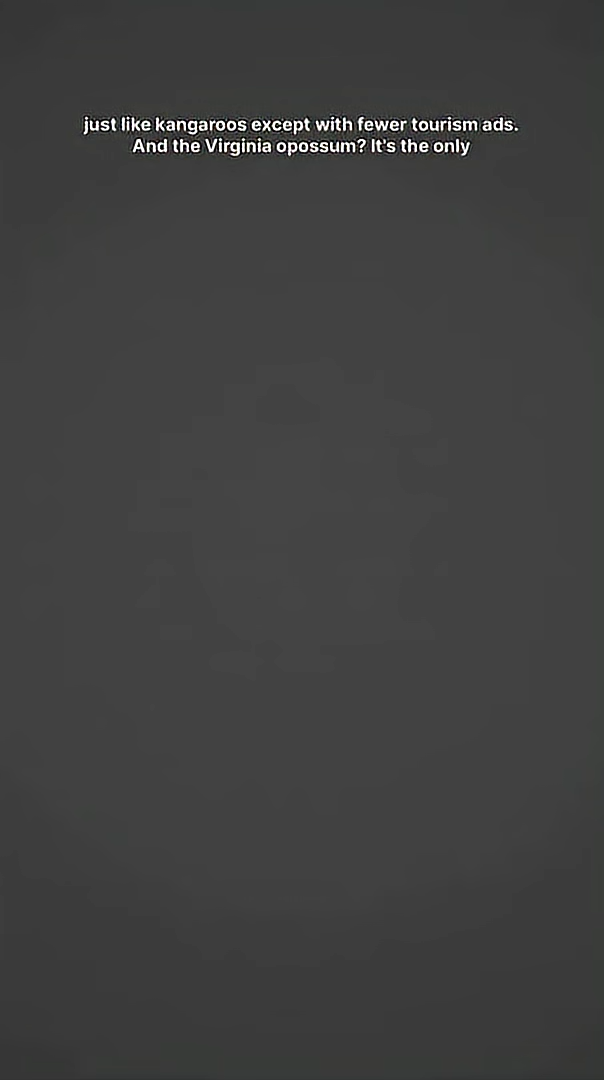 just like kangaroos except with fewer tourism ads.
And the Virginia opossum? It's the only